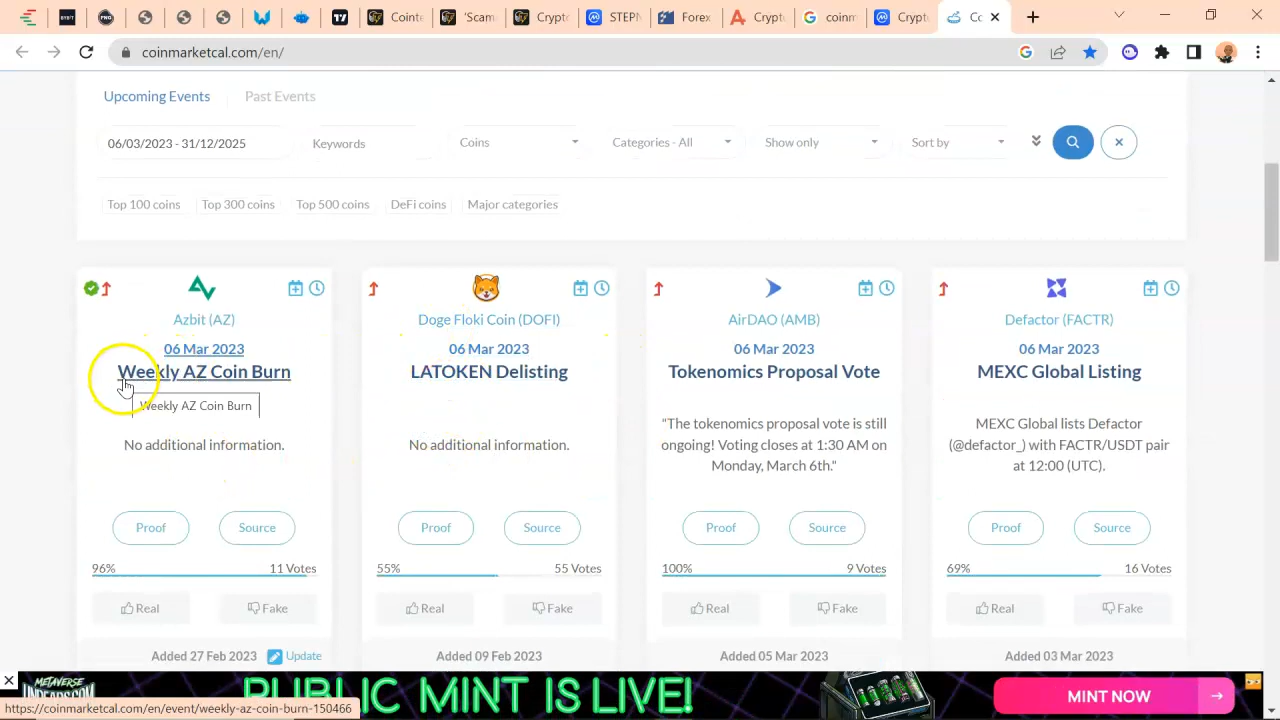 Cointe
Scan
Crypto
STEPN
Forex
Crypto
coinm
Crypto
Co
coinmarketcal.com/en/
Upcoming Events
Past Events
06/03/2023 - 31/12/2025
Keywords
Coins
Categories - All
Show only
Sort by
Top 100 coins
Top 300 coins
Top 500 coins
DeFi coins
Major categories
Azbit (AZ)
06 Mar 2023
Weekly AZ Coin Burn
Weekly AZ Coin Burn
No additional information.
Proof
Source
96%
11 Votes
Real
Fake
Added 27 Feb 2023
Update
Doge Floki Coin (DOFI)
06 Mar 2023
LATOKEN Delisting
No additional information.
Proof
Source
55%
55 Votes
Real
Fake
Added 09 Feb 2023
AirDAO (AMB)
06 Mar 2023
Tokenomics Proposal Vote
"The tokenomics proposal vote is still
ongoing! Voting closes at 1:30 AM on
Monday, March 6th."
Proof
Source
100%
9 Votes
Real
Fake
Added 05 Mar 2023
Defactor (FACTR)
06 Mar 2023
MEXC Global Listing
MEXC Global lists Defactor
(@defactor_) with FACTR/USDT pair
at 12:00 (UTC).
Proof
Source
69%
16 Votes
Real
Fake
Added 03 Mar 2023
METAVERSE
PUBLIC MINT IS LIVE!
MINT NOW
https://coinmarketcal.com/en/event/weekly-az-coin-burn-150466